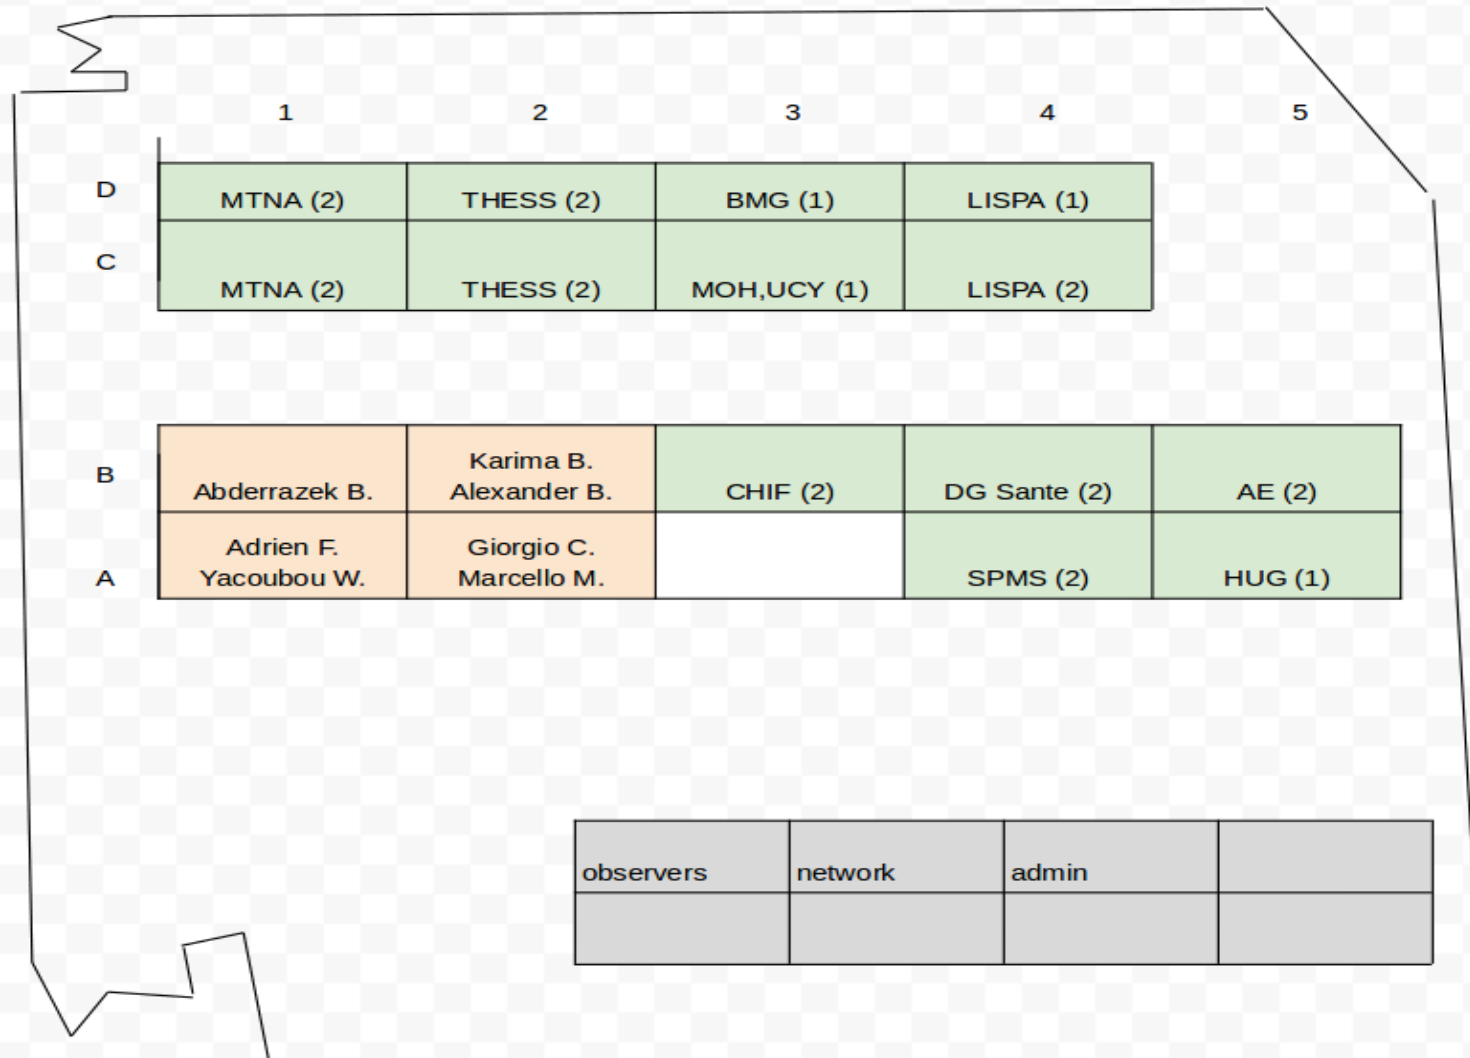 1 2 3 4 5
D MTNA (2) THESS (2) BMG (1) LISPA (1)
C MTNA (2) THESS (2) MOH,UCY (1) LISPA (2)
B Abderrazek B. Karima B.
Alexander B. CHIF (2) DG Sante (2) AE (2)
A Adrien F.
Yacoubou W. Giorgio C.
Marcello M. SPMS (2) HUG (1)
observers network admin